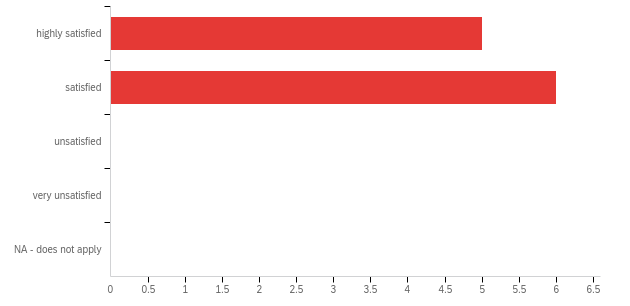 highly satisfied
satisfied
unsatisfied
very unsatisfied
NA - does not apply
0 0.5 1 1.5 2 2.5 3 3.5 4 4.5 5 5.5 6 6.5